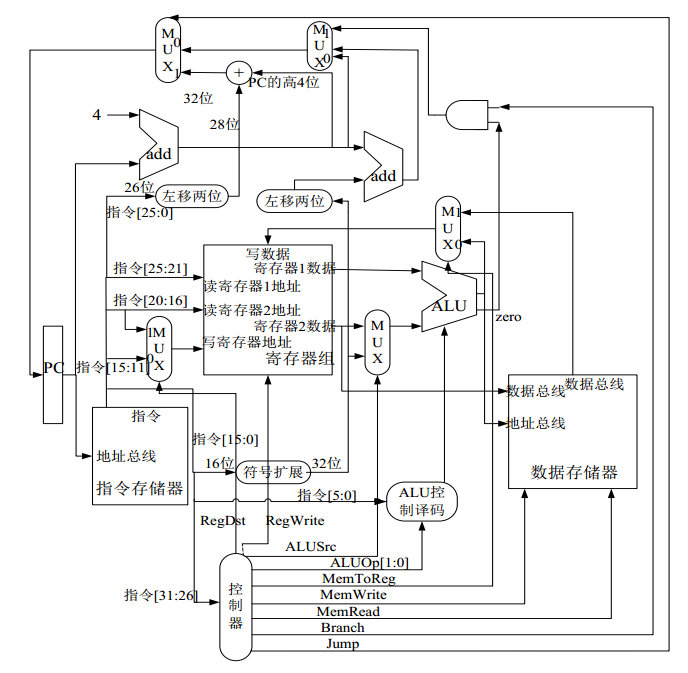 M
U
X
0
1
M
U
X
1
0
+
PC的高4位
32位
4
28位
add
add
26位
左移两位
左移两位
指令[25:0]
M
U
X
1
0
写数据
指令[25:21]
寄存器1数据
读寄存器1地址
指令[20:16]
读寄存器2地址
ALU
zero
寄存器2数据
1
M
U
X
0
写寄存器地址
M
U
X
寄存器组
PC
指令[15:11]
数据总线
数据总线
指令
地址总线
指令[15:0]
地址总线
16位
符号扩展
32位
指令存储器
数据存储器
指令[5:0]
ALU控
制译码
RegDst
RegWrite
ALUSrc
ALUOp[1:0]
MemToReg
指令[31:26]
控
制
器
MemWrite
MemRead
Branch
Jump